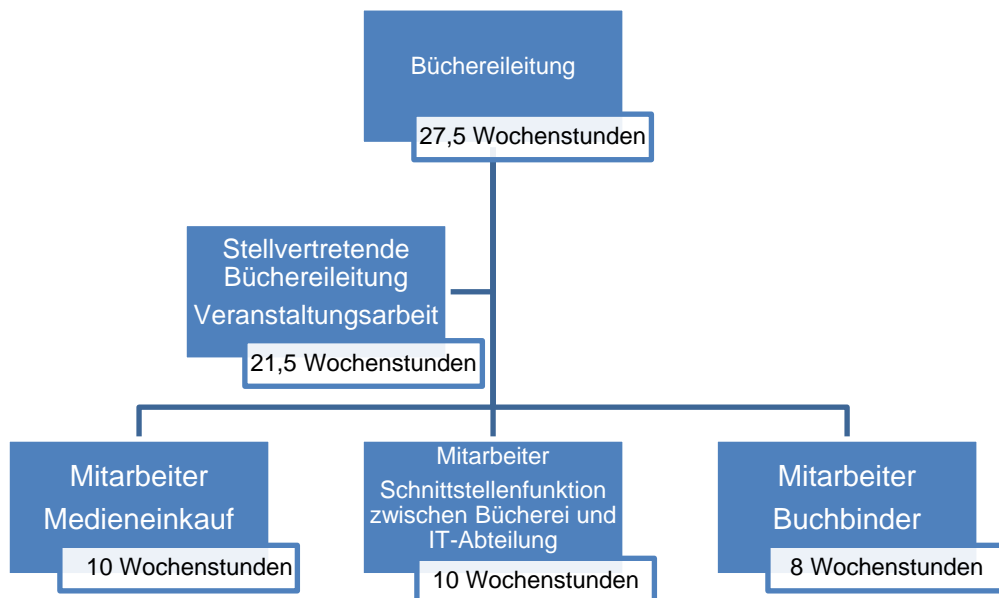 Büchereileitung
27,5 Wochenstunden
Stellvertretende
Büchereileitung
Veranstaltungsarbeit
21,5 Wochenstunden
Mitarbeiter
Medieneinkauf
10 Wochenstunden
Mitarbeiter
Schnittstellenfunktion
zwischen Bücherei und
IT-Abteilung
10 Wochenstunden
Mitarbeiter
Buchbinder
8 Wochenstunden